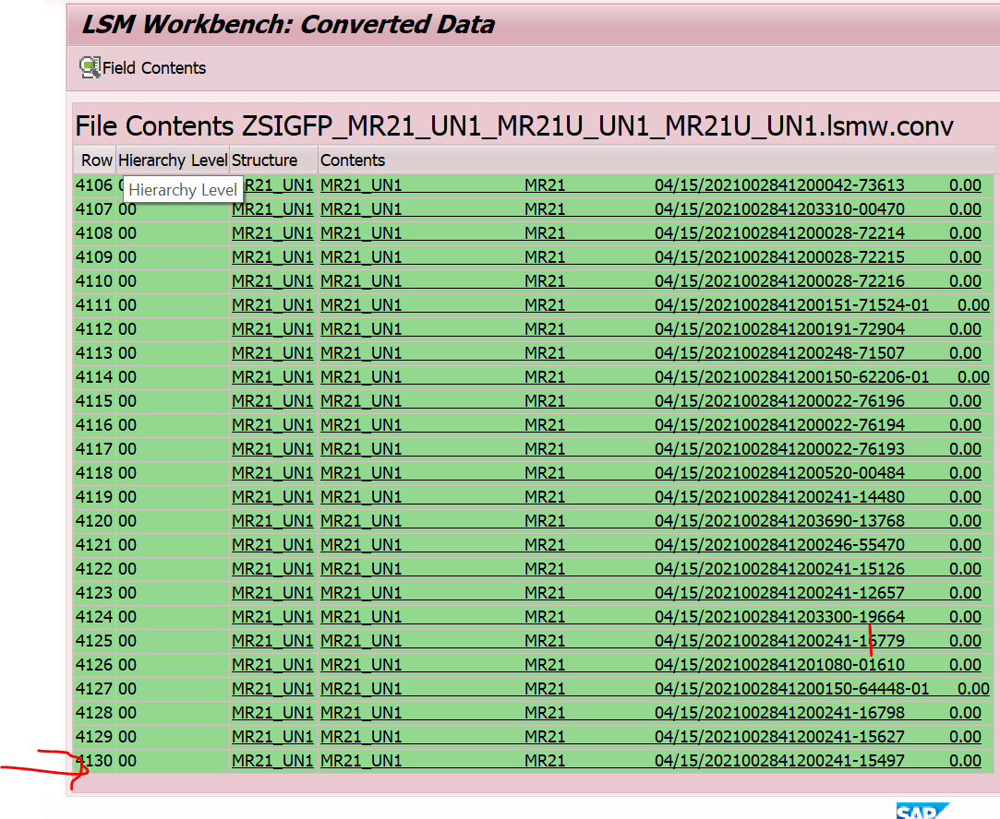 LSM Workbench: Converted Data
Field Contents
File Contents ZSIGFP_MR21_UN1_MR21U_UN1_MR21U_UN1.lsmw.conv
Row Hierarchy Level Structure Contents
4106 MR21_UN1 MR21_UN1 MR21 04/15/2021002841200042-73613 0.00
Hierarchy Level
4107 00 MR21_UN1 MR21_UN1 MR21 04/15/2021002841203310-00470 0.00
4108 00 MR21_UN1 MR21_UN1 MR21 04/15/2021002841200028-72214 0.00
4109 00 MR21_UN1 MR21_UN1 MR21 04/15/2021002841200028-72215 0.00
4110 00 MR21_UN1 MR21_UN1 MR21 04/15/2021002841200028-72216 0.00
4111 00 MR21_UN1 MR21_UN1 MR21 04/15/2021002841200151-71524-01 0.00
4112 00 MR21_UN1 MR21_UN1 MR21 04/15/2021002841200191-72904 0.00
4113 00 MR21_UN1 MR21_UN1 MR21 04/15/2021002841200248-71507 0.00
4114 00 MR21_UN1 MR21_UN1 MR21 04/15/2021002841200150-62206-01 0.00
4115 00 MR21_UN1 MR21_UN1 MR21 04/15/2021002841200022-76196 0.00
4116 00 MR21_UN1 MR21_UN1 MR21 04/15/2021002841200022-76194 0.00
4117 00 MR21_UN1 MR21_UN1 MR21 04/15/2021002841200022-76193 0.00
4118 00 MR21_UN1 MR21_UN1 MR21 04/15/2021002841200520-00484 0.00
4119 00 MR21_UN1 MR21_UN1 MR21 04/15/2021002841200241-14480 0.00
4120 00 MR21_UN1 MR21_UN1 MR21 04/15/2021002841203690-13768 0.00
4121 00 MR21_UN1 MR21_UN1 MR21 04/15/2021002841200246-55470 0.00
4122 00 MR21_UN1 MR21_UN1 MR21 04/15/2021002841200241-15126 0.00
4123 00 MR21_UN1 MR21_UN1 MR21 04/15/2021002841200241-12657 0.00
4124 00 MR21_UN1 MR21_UN1 MR21 04/15/2021002841203300-19664 0.00
4125 00 MR21_UN1 MR21_UN1 MR21 04/15/2021002841200241-16779 0.00
4126 00 MR21_UN1 MR21_UN1 MR21 04/15/2021002841201080-01610 0.00
4127 00 MR21_UN1 MR21_UN1 MR21 04/15/2021002841200150-64448-01 0.00
4128 00 MR21_UN1 MR21_UN1 MR21 04/15/2021002841200241-16798 0.00
4129 00 MR21_UN1 MR21_UN1 MR21 04/15/2021002841200241-15627 0.00
4130 00 MR21_UN1 MR21_UN1 MR21 04/15/2021002841200241-15497 0.00
SAP